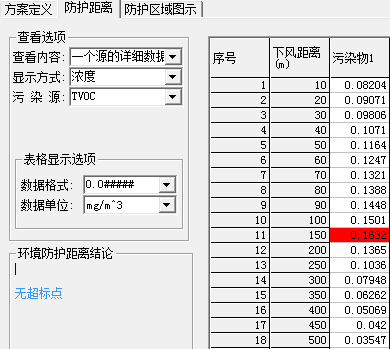 方案定义 防护距离 防护区域图示
查看选项
查看内容: 一个源的详细数据
显示方式: 浓度
污 染 源: TVOC
表格显示选项
数据格式: 0.0#####
数据单位: mg/m^3
环境防护距离结论
无超标点
序号 下风距离(m) 污染物1
1 10 0.08204
2 20 0.09071
3 30 0.09806
4 40 0.1071
5 50 0.1164
6 60 0.1247
7 70 0.1321
8 80 0.1388
9 90 0.1448
10 100 0.1501
11 150 0.1632
12 200 0.1365
13 250 0.1036
14 300 0.07948
15 350 0.06262
16 400 0.05069
17 450 0.042
18 500 0.03547